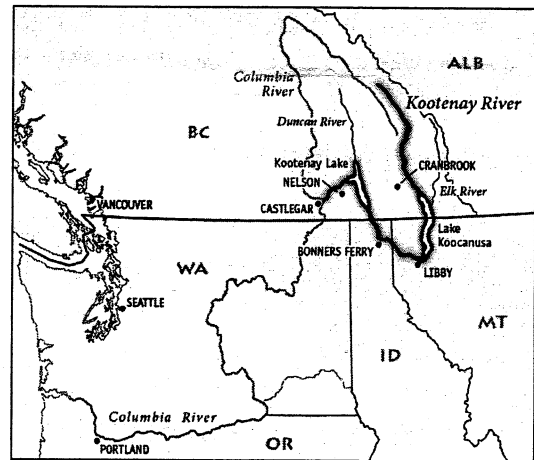 ALB
Columbia
River
Kootenay River
Duncan River
BC
Kootenay Lake
CRANBROOK
NELSON
Elk River
VANCOUVER
CASTLEGAR
Lake
Koocanusa
BONNERS FERRY
WA
LIBBY
SEATTLE
MT
ID
Columbia River
PORTLAND
OR